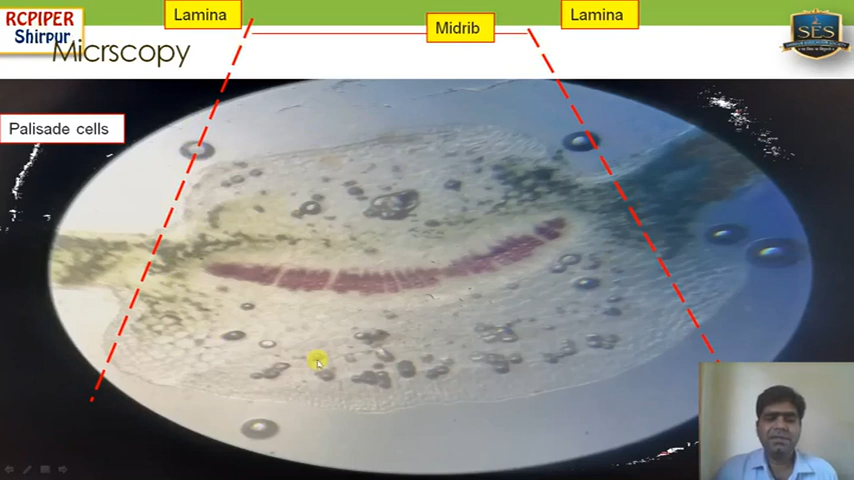 Lamina
Midrib
Lamina
RCPIPER
Shirpur
Micrscopy
SES
Palisade cells